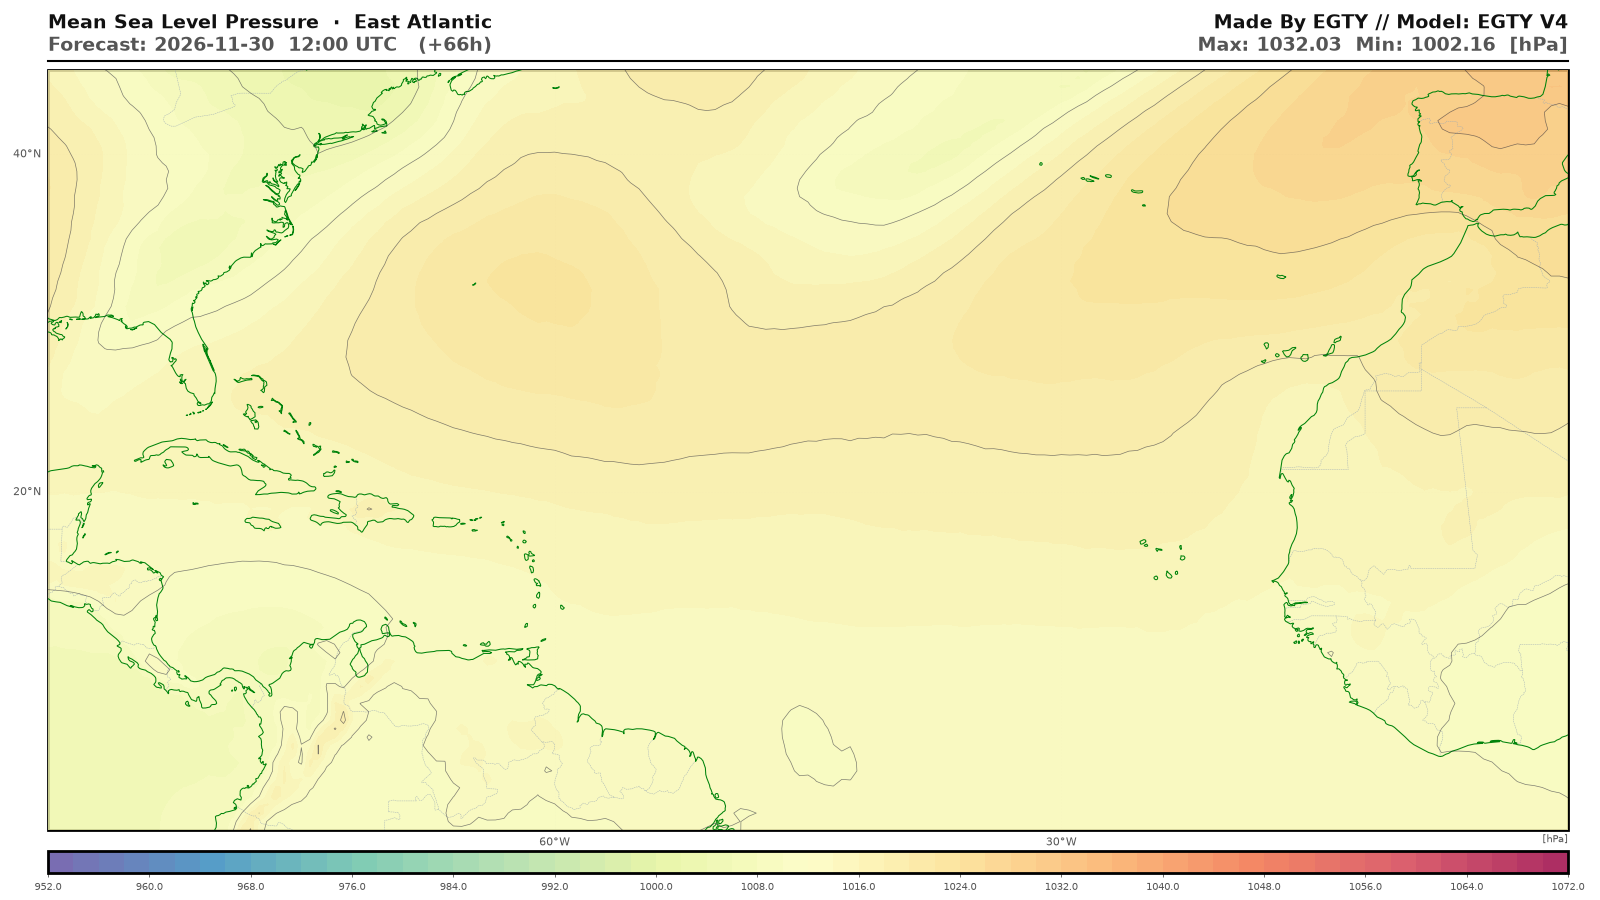 Mean Sea Level Pressure · East Atlantic
Made By EGTY // Model: EGTY V4
Forecast: 2026-11-30 12:00 UTC (+66h)
Max: 1032.03 Min: 1002.16 [hPa]
40°N
20°N
60°W
30°W
[hPa]
952.0 960.0 968.0 976.0 984.0 992.0 1000.0 1008.0 1016.0 1024.0 1032.0 1040.0 1048.0 1056.0 1064.0 1072.0